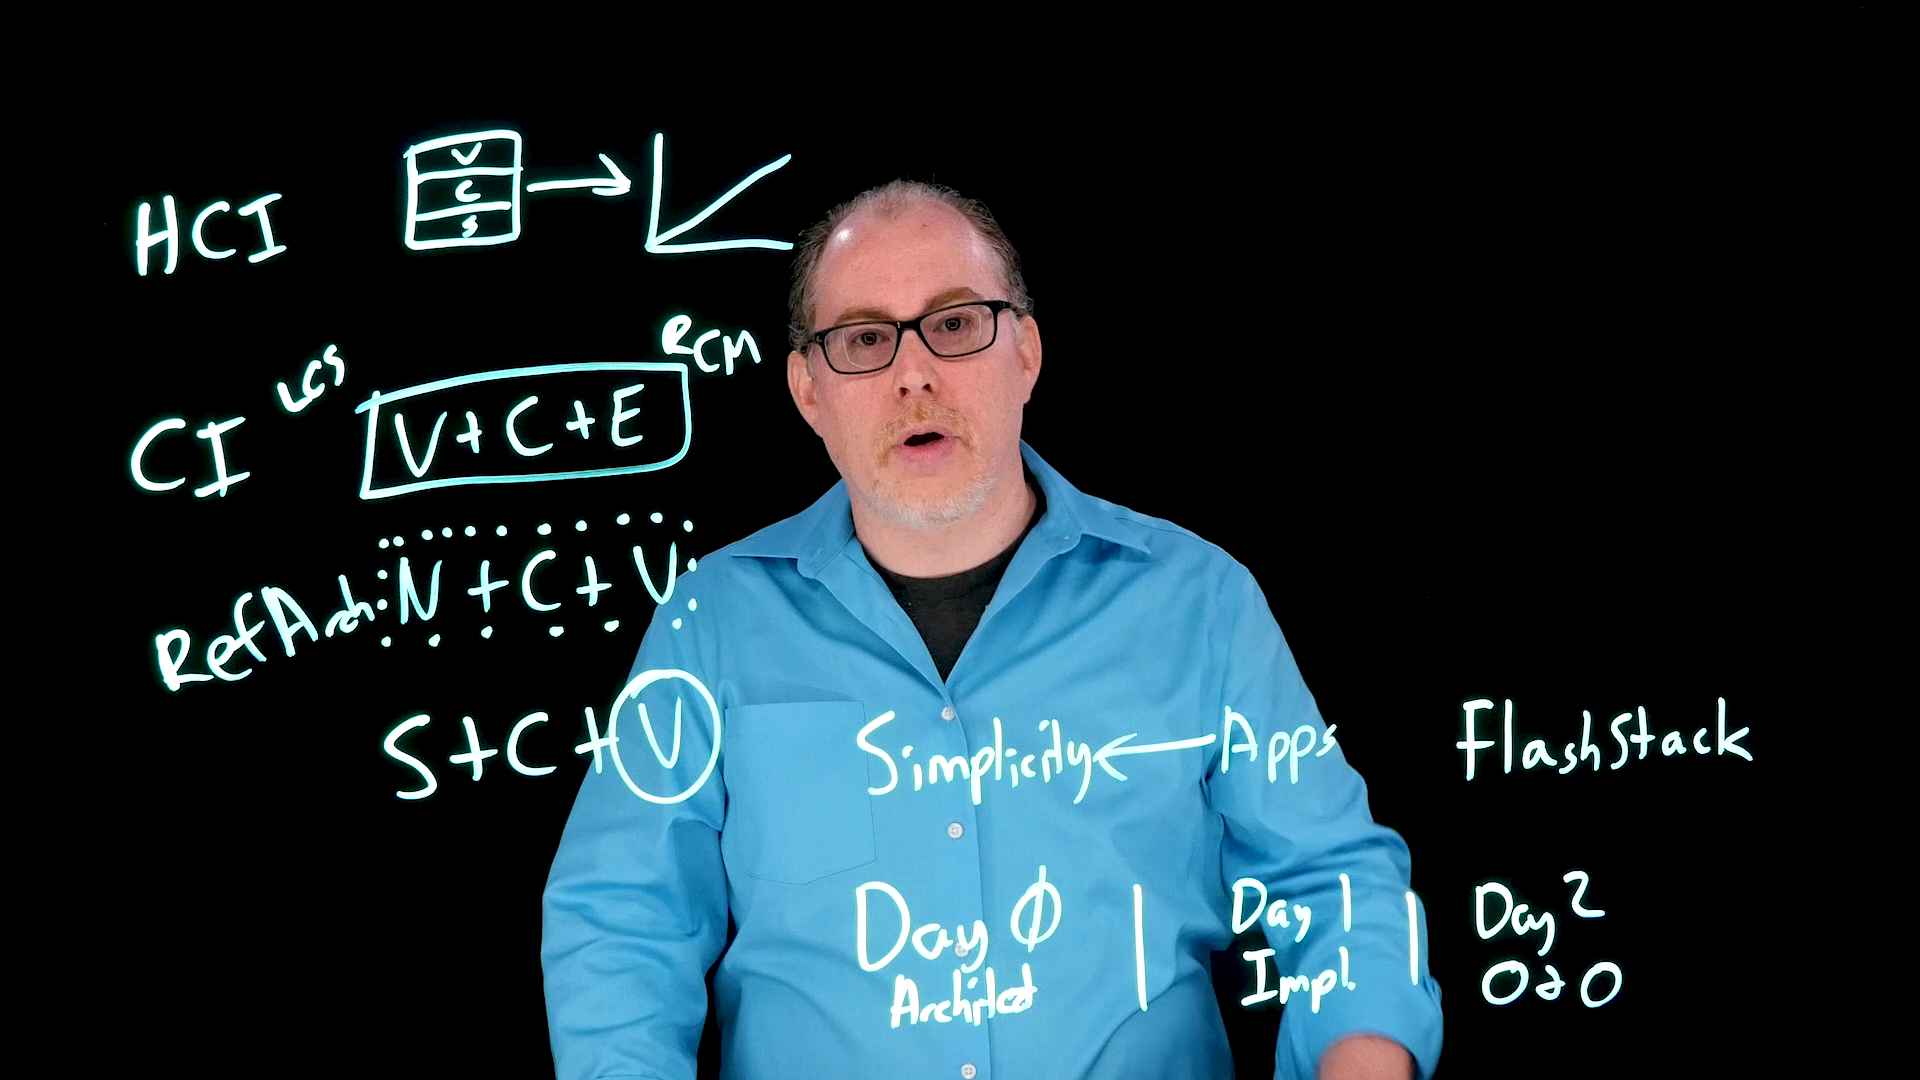 HCI
V
C
S
CI
LCS
V+C+E
RCM
RefArch
N+C+V
S+C+V
Simplicity ← Apps
FlashStack
Day Ø
Architect
Day 1
Impl.
Day 2
O&O